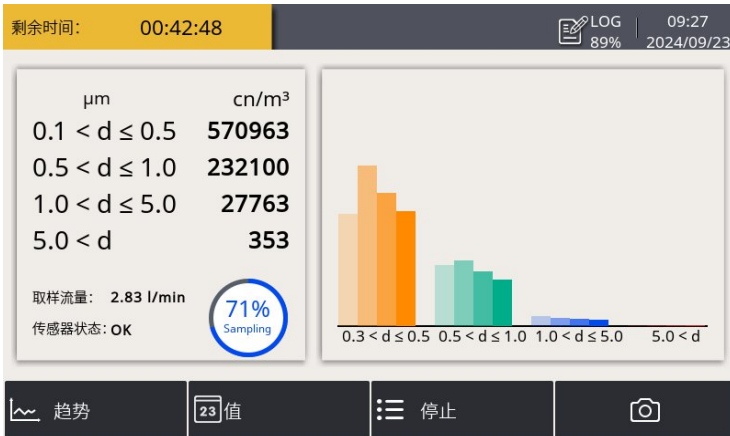 剩余时间: 00:42:48
LOG 09:27
89% 2024/09/23
μm cn/m³
0.1 < d ≤ 0.5 570963
0.5 < d ≤ 1.0 232100
1.0 < d ≤ 5.0 27763
5.0 < d 353
取样流量: 2.83 l/min
传感器状态: OK
71%
Sampling
0.3 < d ≤ 0.5 0.5 < d ≤ 1.0 1.0 < d ≤ 5.0 5.0 < d
趋势 23 值 停止